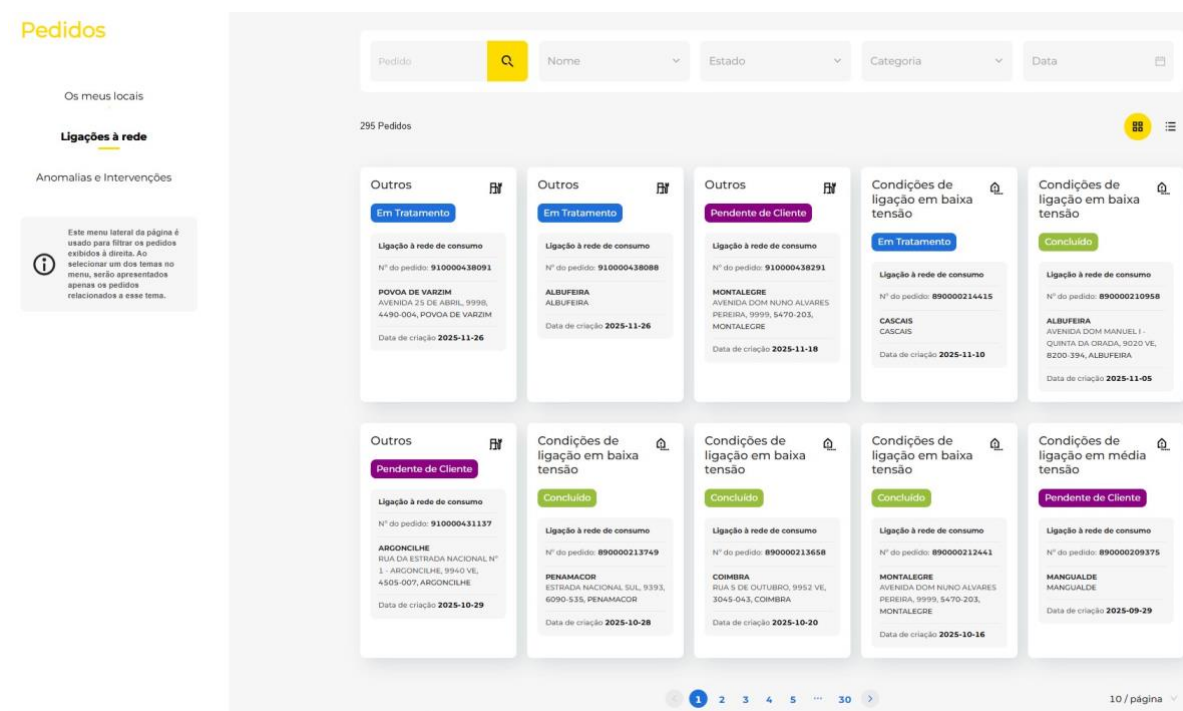 Pedidos
Os meus locais
Ligações à rede
Anomalias e Intervenções
Este menu lateral da página é
usado para filtrar os pedidos
exibidos à direita. Ao
selecionar um dos temas no
menu, serão apresentados
apenas os pedidos
relacionados a esse tema.
Pedido
Nome
Estado
Categoria
Data
295 Pedidos
Outros
Em Tratamento
Ligação à rede de consumo
Nº do pedido: 910000438091
POVOA DE VARZIM
AVENIDA 25 DE ABRIL, 9998,
4490-004, POVOA DE VARZIM
Data de criação 2025-11-26
Outros
Em Tratamento
Ligação à rede de consumo
Nº do pedido: 910000438088
ALBUFEIRA
ALBUFEIRA
Data de criação 2025-11-26
Outros
Pendente de Cliente
Ligação à rede de consumo
Nº do pedido: 910000438291
MONTALEGRE
AVENIDA DOM NUNO ALVARES
PEREIRA, 9999, 5470-203,
MONTALEGRE
Data de criação 2025-11-18
Condições de
ligação em baixa
tensão
Em Tratamento
Ligação à rede de consumo
Nº do pedido: 890000214415
CASCAIS
CASCAIS
Data de criação 2025-11-10
Condições de
ligação em baixa
tensão
Concluído
Ligação à rede de consumo
Nº do pedido: 890000210958
ALBUFEIRA
AVENIDA DOM MANUEL I -
QUINTA DA ORADA, 9020 VE,
8200-394, ALBUFEIRA
Data de criação 2025-11-05
Outros
Pendente de Cliente
Ligação à rede de consumo
Nº do pedido: 910000431137
ARGONCILHE
RUA DA ESTRADA NACIONAL Nº
1 - ARGONCILHE, 9940 VE,
4505-007, ARGONCILHE
Data de criação 2025-10-29
Condições de
ligação em baixa
tensão
Concluído
Ligação à rede de consumo
Nº do pedido: 890000213749
PENAMACOR
ESTRADA NACIONAL SUL, 9393,
6090-535, PENAMACOR
Data de criação 2025-10-28
Condições de
ligação em baixa
tensão
Concluído
Ligação à rede de consumo
Nº do pedido: 890000213658
COIMBRA
RUA 5 DE OUTUBRO, 9952 VE,
3045-043, COIMBRA
Data de criação 2025-10-20
Condições de
ligação em baixa
tensão
Concluído
Ligação à rede de consumo
Nº do pedido: 890000212441
MONTALEGRE
AVENIDA DOM NUNO ALVARES
PEREIRA, 9999, 5470-203,
MONTALEGRE
Data de criação 2025-10-16
Condições de
ligação em média
tensão
Pendente de Cliente
Ligação à rede de consumo
Nº do pedido: 890000209375
MANGUALDE
MANGUALDE
Data de criação 2025-09-29
1 2 3 4 5 ··· 30
10 / página